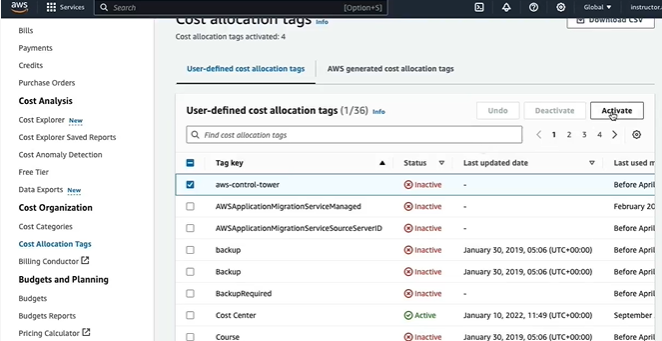 aws
Services
Search
[Option+S]
Global
instructor.
Bills
Payments
Credits
Purchase Orders
Cost Analysis
Cost Explorer New
Cost Explorer Saved Reports
Cost Anomaly Detection
Free Tier
Data Exports New
Cost Organization
Cost Categories
Cost Allocation Tags
Billing Conductor
Budgets and Planning
Budgets
Budgets Reports
Pricing Calculator
Cost allocation tags Info
Download CSV
Cost allocation tags activated: 4
User-defined cost allocation tags
AWS generated cost allocation tags
User-defined cost allocation tags (1/36) Info
Undo
Deactivate
Activate
Find cost allocation tags
1 2 3 4
Tag key Status Last updated date Last used m
aws-control-tower Inactive - Before April
AWSApplicationMigrationServiceManaged Inactive - February 20
AWSApplicationMigrationServiceSourceServerID Inactive - Before April
backup Inactive January 30, 2019, 05:06 (UTC+00:00) Before April
Backup Inactive January 30, 2019, 05:06 (UTC+00:00) Before April
BackupRequired Inactive - Before April
Cost Center Active January 10, 2022, 11:49 (UTC+00:00) September
Course Inactive January 30, 2019, 05:06 (UTC+00:00) Before April